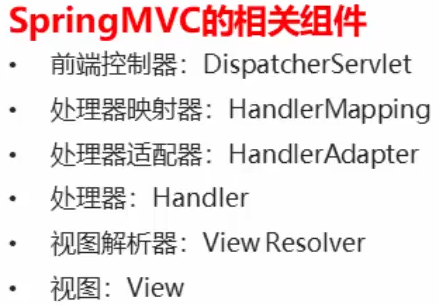 SpringMVC的相关组件
• 前端控制器：DispatcherServlet
• 处理器映射器：HandlerMapping
• 处理器适配器：HandlerAdapter
• 处理器：Handler
• 视图解析器：View Resolver
• 视图：View